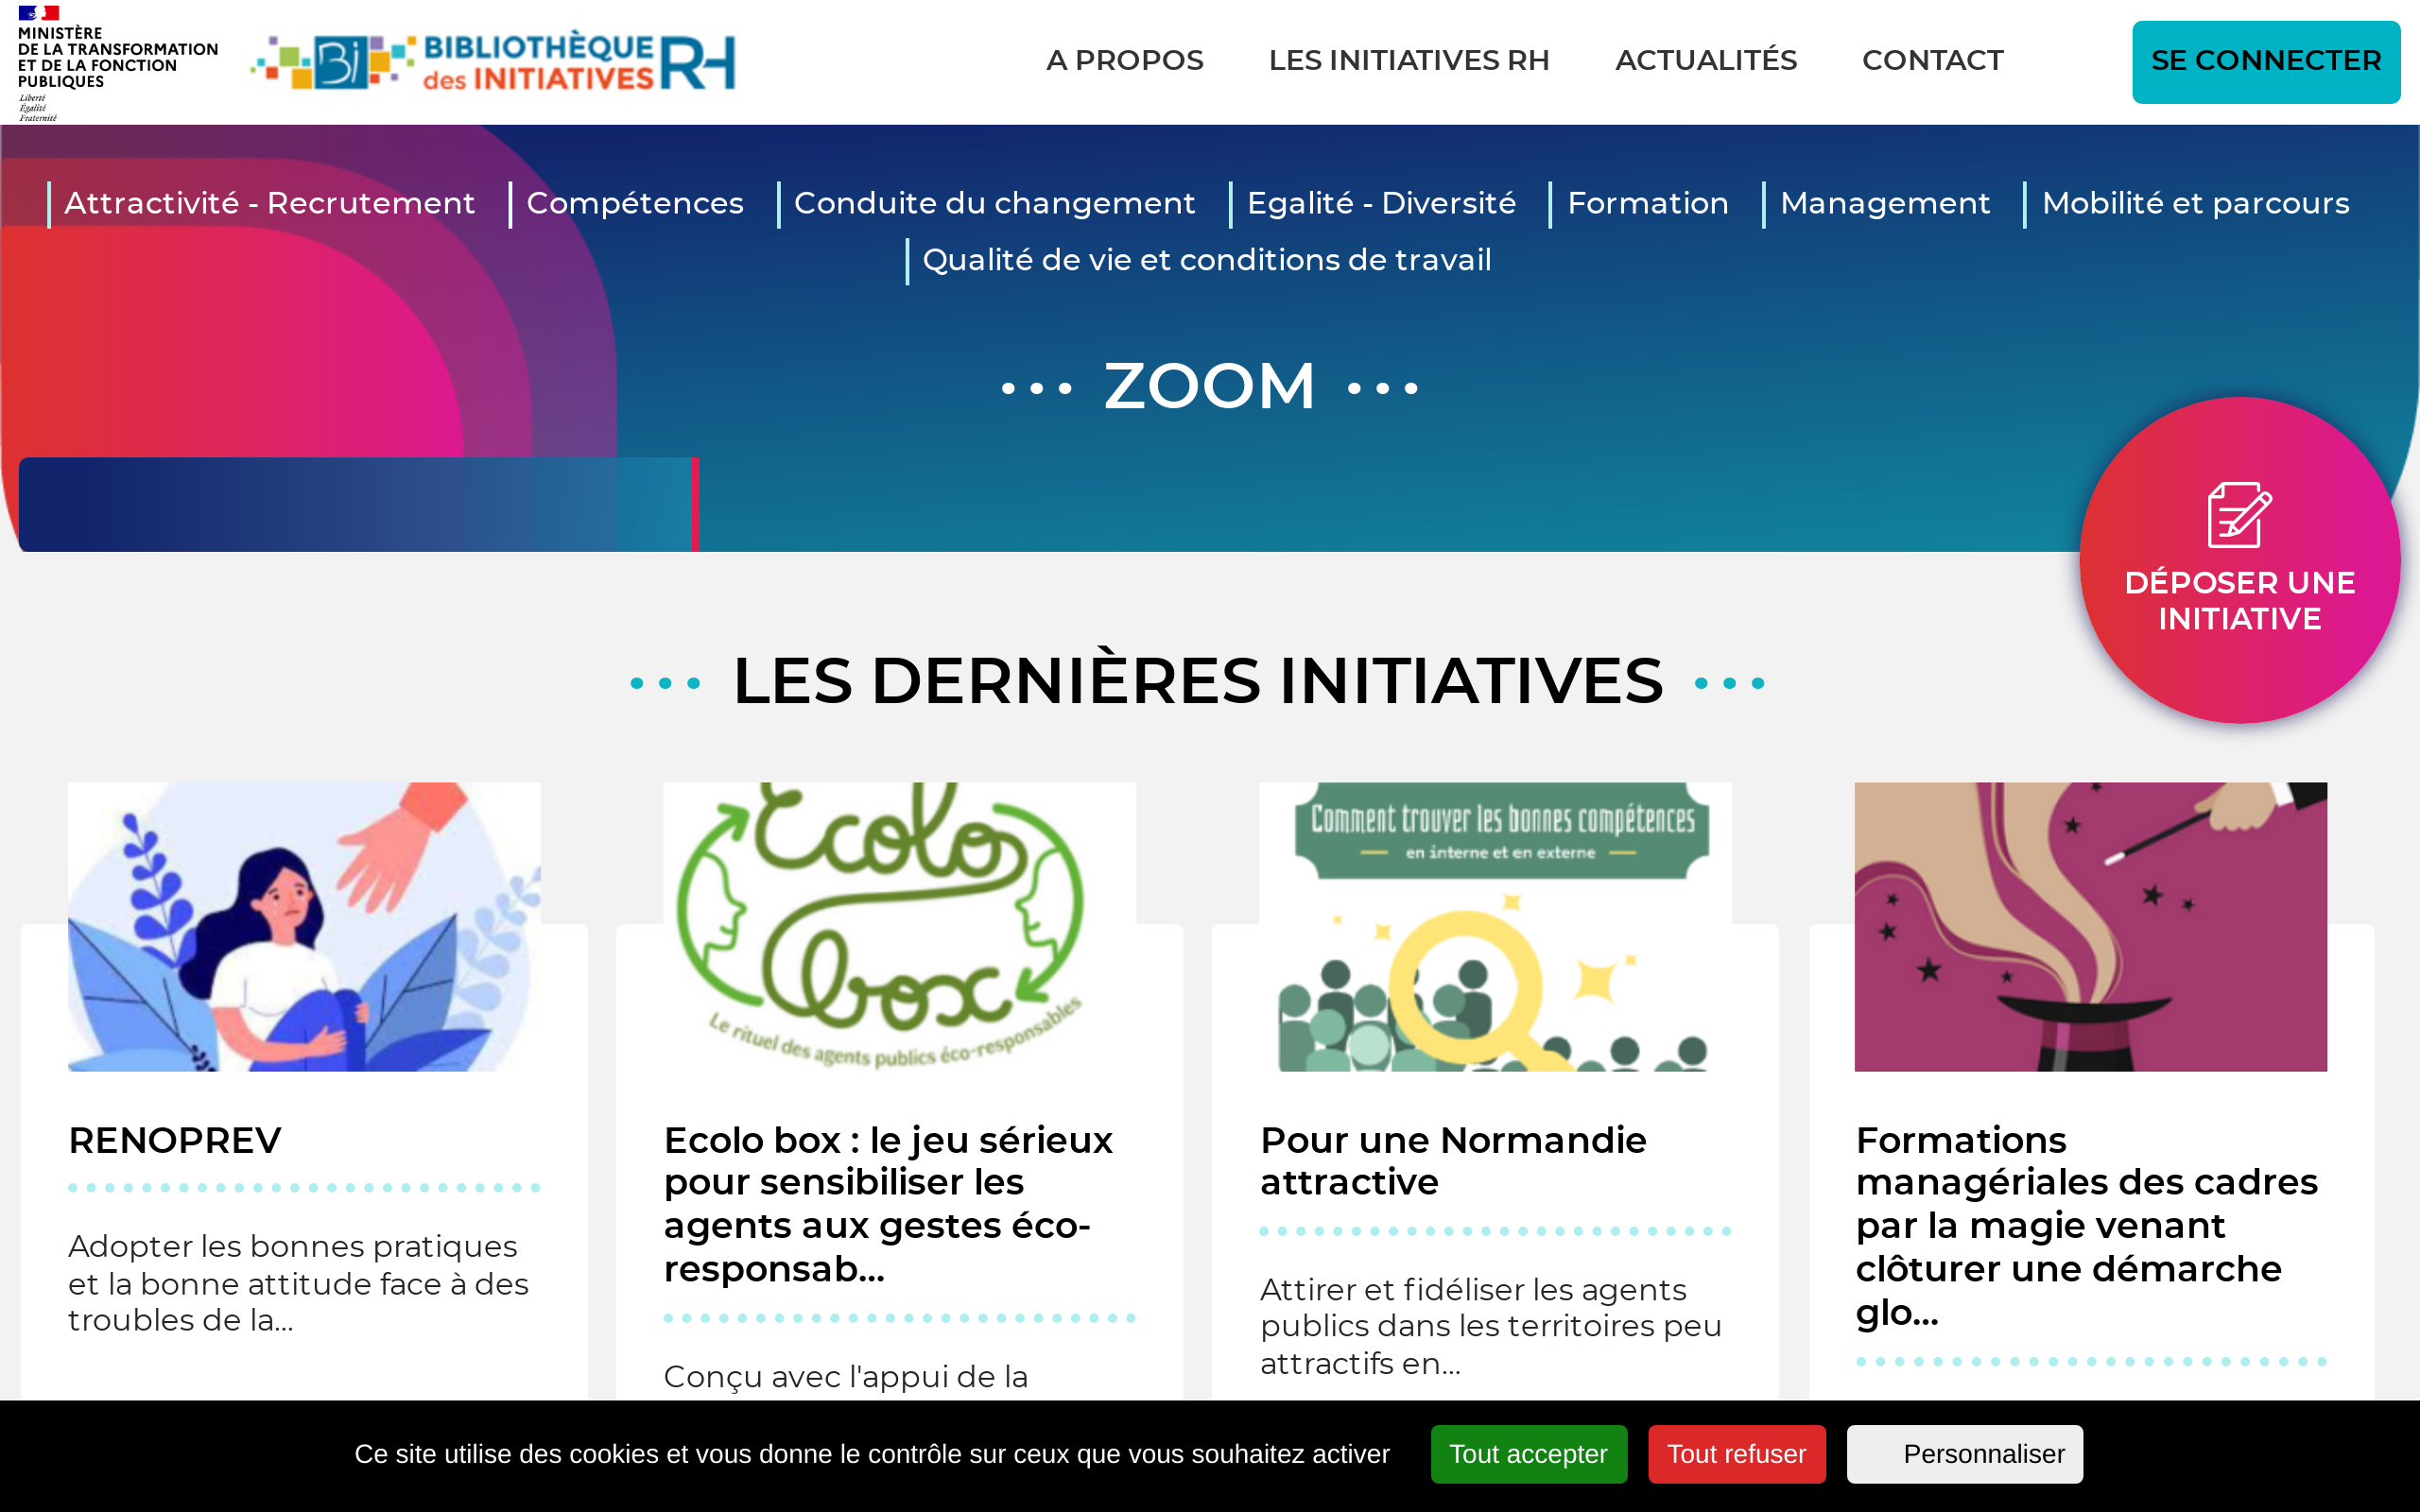 MINISTÈRE
DE LA TRANSFORMATION
ET DE LA FONCTION
PUBLIQUES
Liberté
Égalité
Fraternité
Bi BIBLIOTHÈQUE
des INITIATIVES RH
A PROPOS LES INITIATIVES RH ACTUALITÉS CONTACT SE CONNECTER
Attractivité - Recrutement Compétences Conduite du changement Egalité - Diversité Formation Management Mobilité et parcours
Qualité de vie et conditions de travail
ZOOM
DÉPOSER UNE
INITIATIVE
LES DERNIÈRES INITIATIVES
RENOPREV
Adopter les bonnes pratiques
et la bonne attitude face à des
troubles de la...
Ecolo
box
Le rituel des agents publics éco-responsables
Ecolo box : le jeu sérieux
pour sensibiliser les
agents aux gestes éco-
responsab...
Conçu avec l'appui de la
Comment trouver les bonnes compétences
en interne et en externe
Pour une Normandie
attractive
Attirer et fidéliser les agents
publics dans les territoires peu
attractifs en...
Formations
managériales des cadres
par la magie venant
clôturer une démarche
glo...
Ce site utilise des cookies et vous donne le contrôle sur ceux que vous souhaitez activer Tout accepter Tout refuser Personnaliser